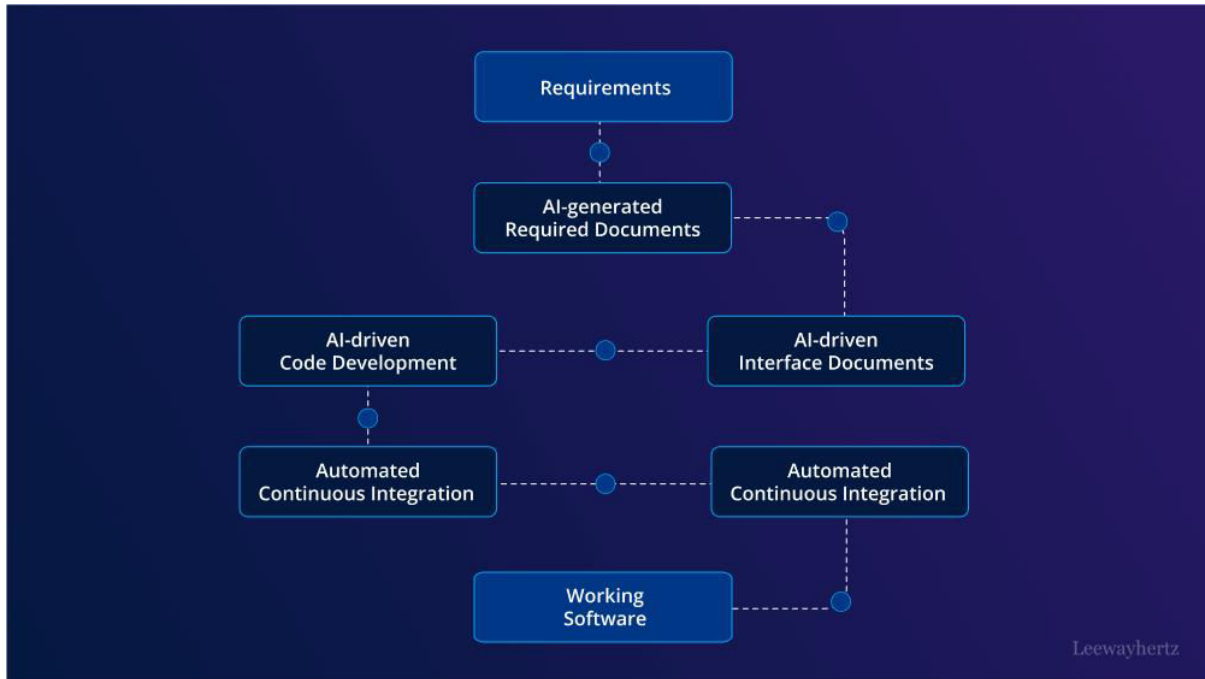 Requirements
AI-generated
Required Documents
AI-driven
Code Development
AI-driven
Interface Documents
Automated
Continuous Integration
Automated
Continuous Integration
Working
Software
Leewayhertz